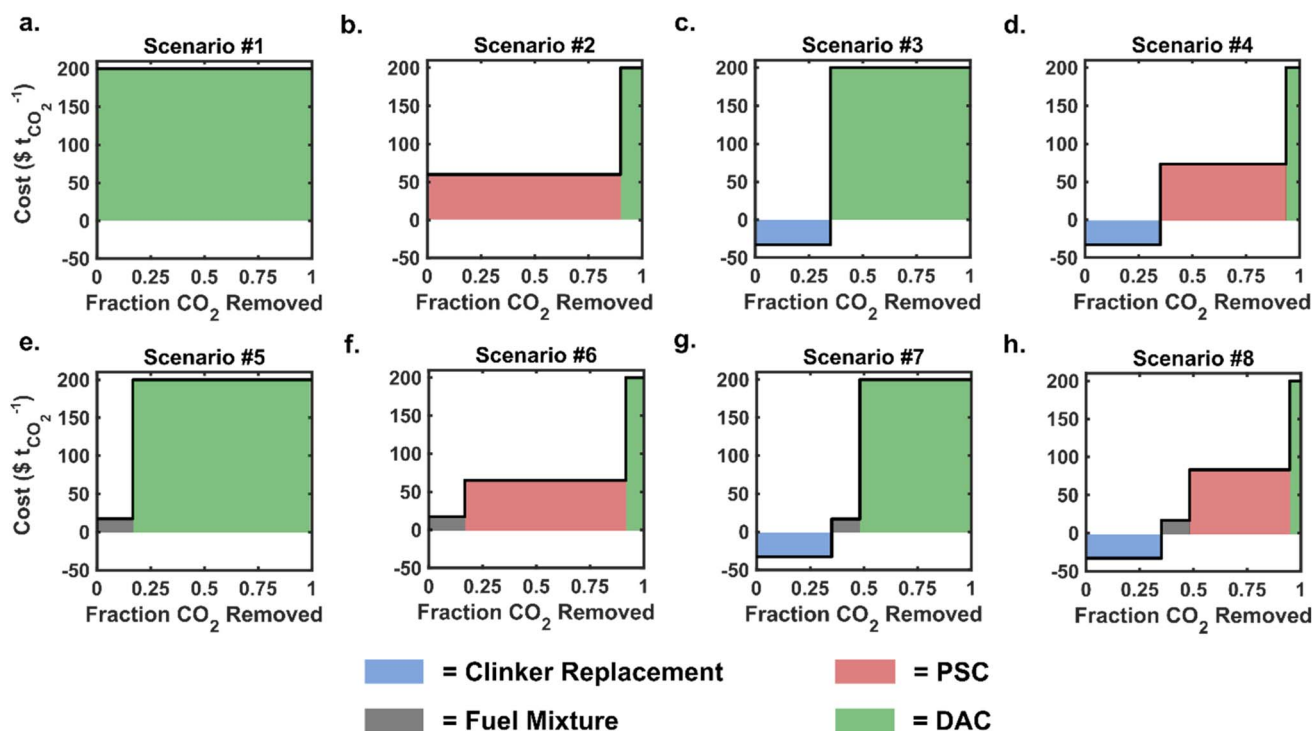 a.
Scenario #1
b.
Scenario #2
c.
Scenario #3
d.
Scenario #4
Cost ($ t_CO2^-1)
200
150
100
50
0
-50
0 0.25 0.5 0.75 1
Fraction CO2 Removed
200
150
100
50
0
-50
0 0.25 0.5 0.75 1
Fraction CO2 Removed
200
150
100
50
0
-50
0 0.25 0.5 0.75 1
Fraction CO2 Removed
200
150
100
50
0
-50
0 0.25 0.5 0.75 1
Fraction CO2 Removed
e.
Scenario #5
f.
Scenario #6
g.
Scenario #7
h.
Scenario #8
Cost ($ t_CO2^-1)
200
150
100
50
0
-50
0 0.25 0.5 0.75 1
Fraction CO2 Removed
200
150
100
50
0
-50
0 0.25 0.5 0.75 1
Fraction CO2 Removed
200
150
100
50
0
-50
0 0.25 0.5 0.75 1
Fraction CO2 Removed
200
150
100
50
0
-50
0 0.25 0.5 0.75 1
Fraction CO2 Removed
= Clinker Replacement
= PSC
= Fuel Mixture
= DAC